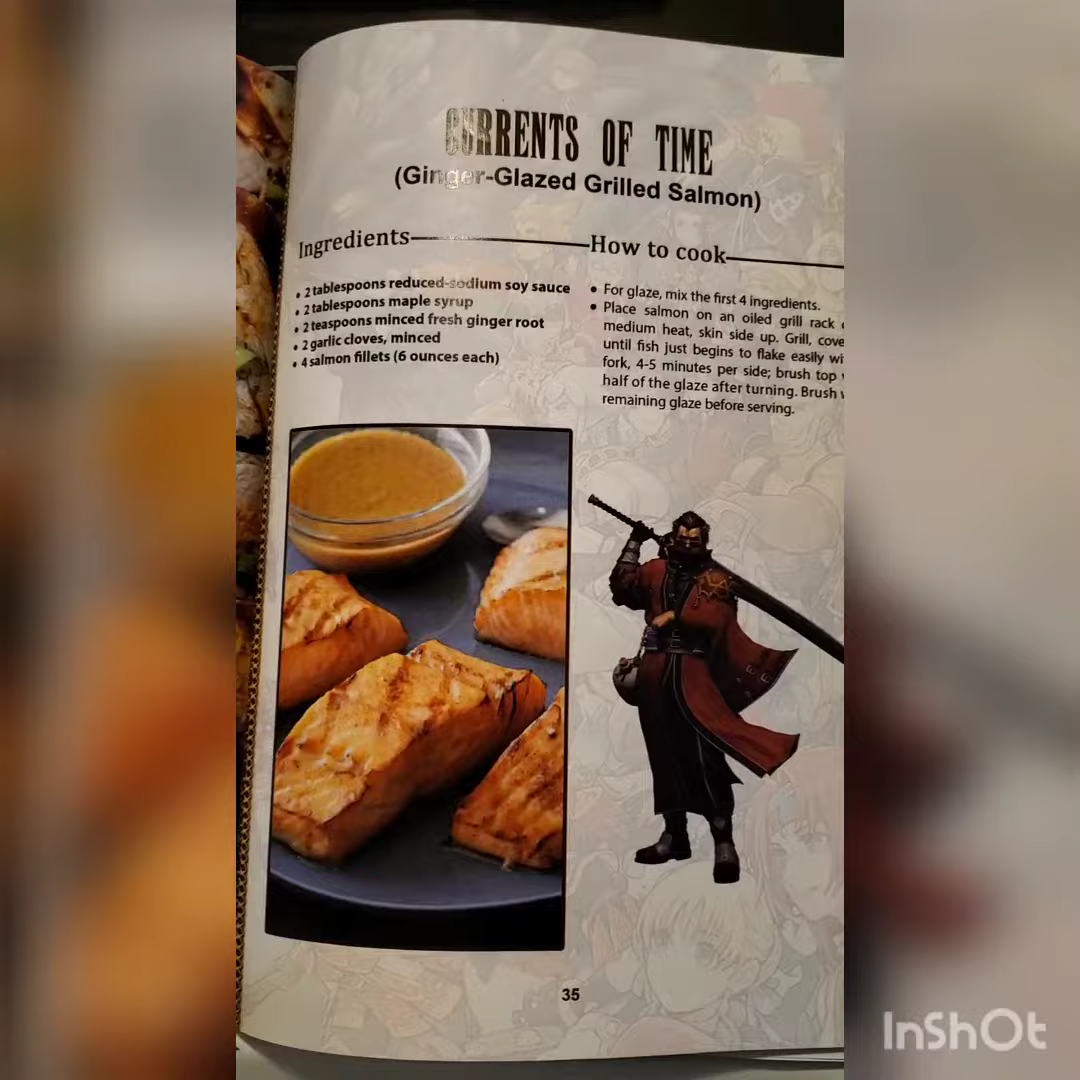 CURRENTS OF TIME
(Ginger-Glazed Grilled Salmon)
Ingredients
• 2 tablespoons reduced-sodium soy sauce
• 2 tablespoons maple syrup
• 2 teaspoons minced fresh ginger root
• 2 garlic cloves, minced
• 4 salmon fillets (6 ounces each)
How to cook
• For glaze, mix the first 4 ingredients.
• Place salmon on an oiled grill rack
medium heat, skin side up. Grill,
until fish just begins to flake easily
fork, 4-5 minutes per side; brush top
half of the glaze after turning. Brush
remaining glaze before serving.
35
InShOt